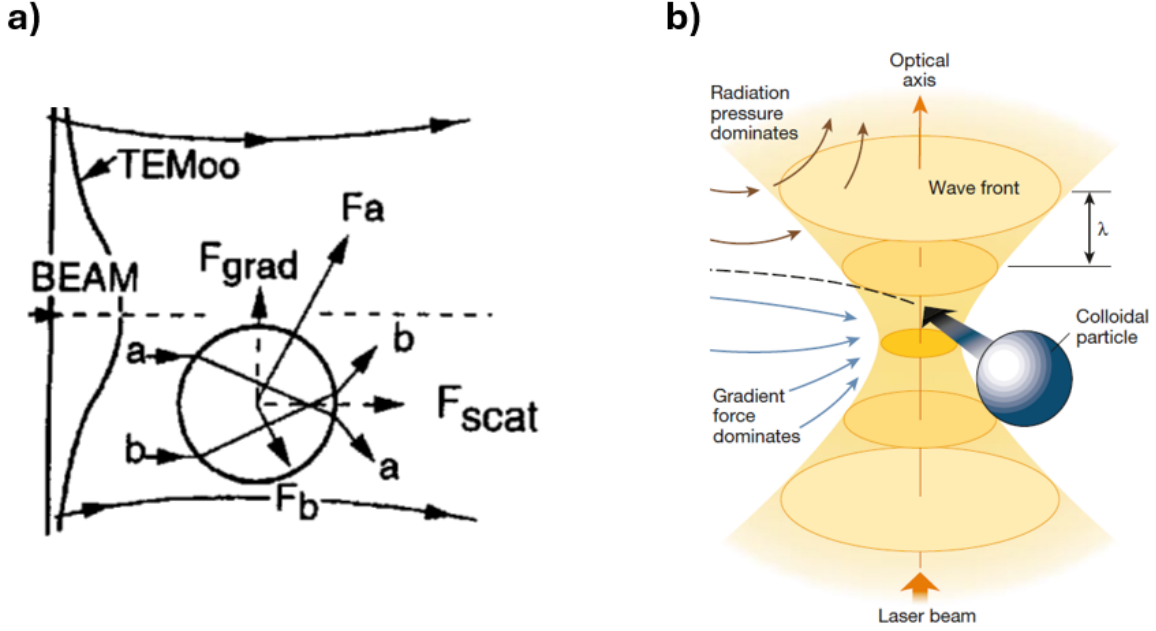 a)
TEMoo
BEAM
Fgrad
Fa
a
b
Fscat
b
a
Fb
b)
Optical
axis
Radiation
pressure
dominates
Wave front
λ
Colloidal
particle
Gradient
force
dominates
Laser beam